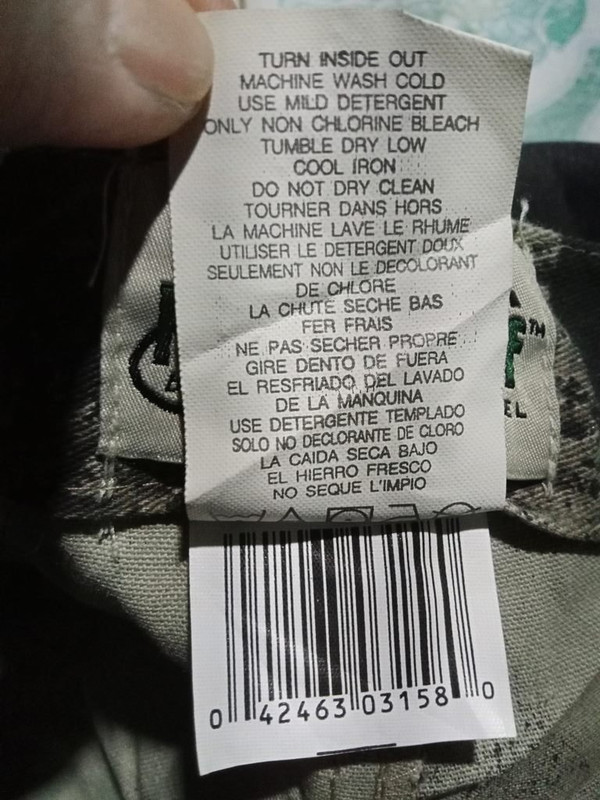 TURN INSIDE OUT
MACHINE WASH COLD
USE MILD DETERGENT
ONLY NON CHLORINE BLEACH
TUMBLE DRY LOW
COOL IRON
DO NOT DRY CLEAN
TOURNER DANS HORS
LA MACHINE LAVE LE RHUME
UTILISER LE DETERGENT DOUX
SEULEMENT NON LE DECOLORANT
DE CHLORE
LA CHUTE SECHE BAS
FER FRAIS
NE PAS SECHER PROPRE
GIRE DENTO DE FUERA
EL RESFRIADO DEL LAVADO
DE LA MANQUINA
USE DETERGENTE TEMPLADO
SOLO NO DECLORANTE DE CLORO
LA CAIDA SECA BAJO
EL HIERRO FRESCO
NO SEQUE L'IMPIO
0 42463 03158 0